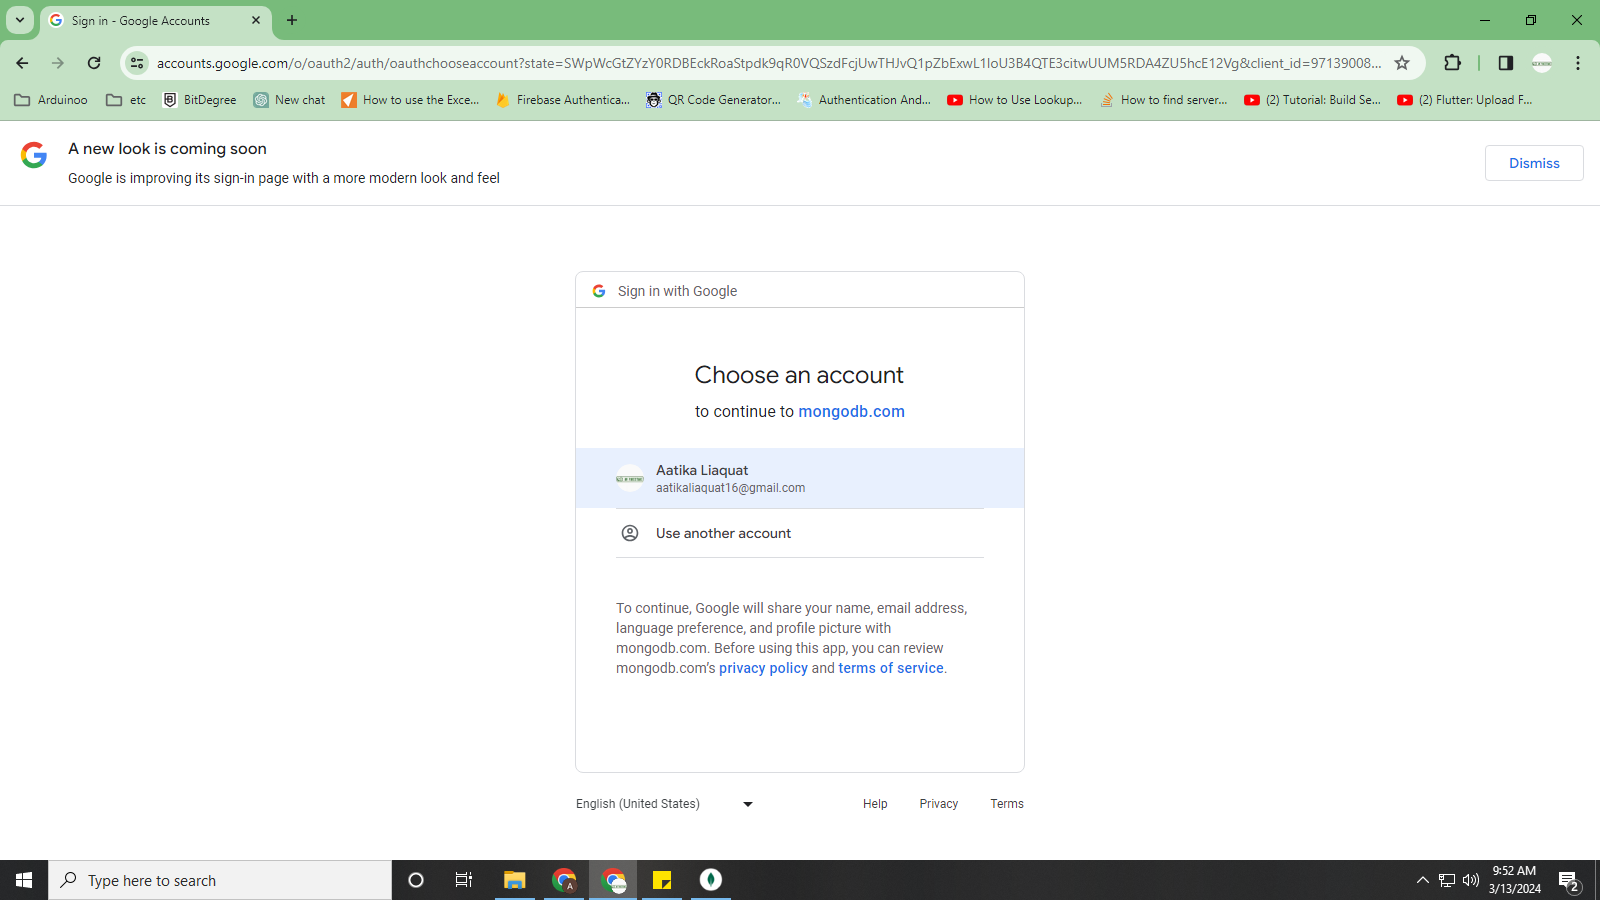 Sign in - Google Accounts
accounts.google.com/o/oauth2/auth/oauthchooseaccount?state=SWpWcGtZYzY0RDBEckRoaStpdk9qR0VQSzdFcjUwTHJvQ1pZbExwL1IoU3B4QTE3citwUUM5RDA4ZU5hcE12Vg&client_id=97139008...
Arduinoo
etc
BitDegree
New chat
How to use the Exce...
Firebase Authentica...
QR Code Generator...
Authentication And...
How to Use Lookup...
How to find server...
(2) Tutorial: Build Se...
(2) Flutter: Upload F...
A new look is coming soon
Google is improving its sign-in page with a more modern look and feel
Dismiss
Sign in with Google
Choose an account
to continue to mongodb.com
Aatika Liaquat
aatikaliaquat16@gmail.com
Use another account
To continue, Google will share your name, email address,
language preference, and profile picture with
mongodb.com. Before using this app, you can review
mongodb.com's privacy policy and terms of service.
English (United States)
Help
Privacy
Terms
Type here to search
A
9:52 AM
3/13/2024
2